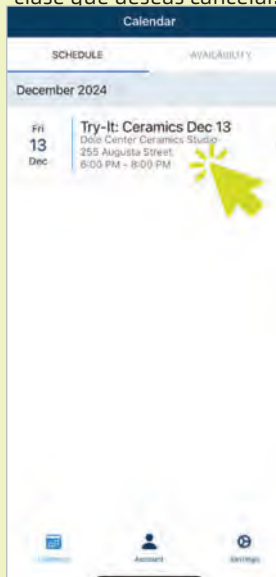 clase que deseas cancelar.
Calendar
SCHEDULE AVAILABILITY
December 2024
Fri
13
Dec
Try-It: Ceramics Dec 13
Dole Center Ceramics Studio
255 Augusta Street
6:00 PM - 8:00 PM
Calendar Account Settings